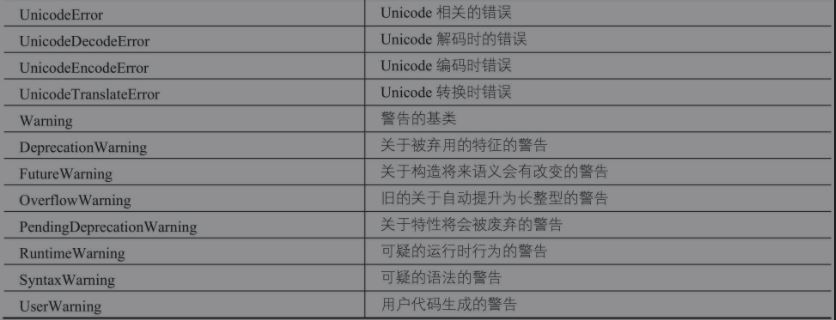 UnicodeError Unicode 相关的错误
UnicodeDecodeError Unicode 解码时的错误
UnicodeEncodeError Unicode 编码时错误
UnicodeTranslateError Unicode 转换时错误
Warning 警告的基类
DeprecationWarning 关于被弃用的特征的警告
FutureWarning 关于构造将来语义会有改变的警告
OverflowWarning 旧的关于自动提升为长整型的警告
PendingDeprecationWarning 关于特性将会被废弃的警告
RuntimeWarning 可疑的运行时行为的警告
SyntaxWarning 可疑的语法的警告
UserWarning 用户代码生成的警告